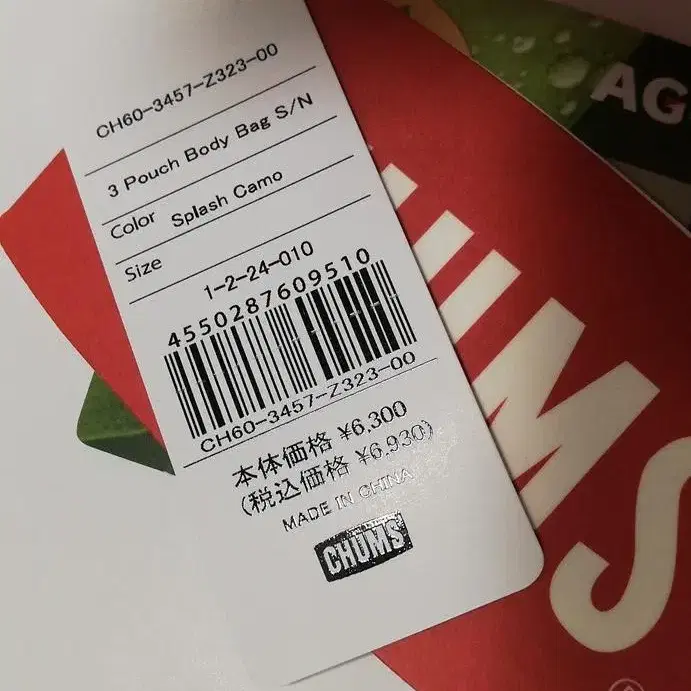 CH60-3457-Z323-00
3 Pouch Body Bag S/N
Color Splash Camo
Size
1-2-24-010
4550287609510
CH60-3457-Z323-00
本体価格 ¥6,300
(税込価格 ¥6,930)
MADE IN CHINA
CHUMS
AG
UMS